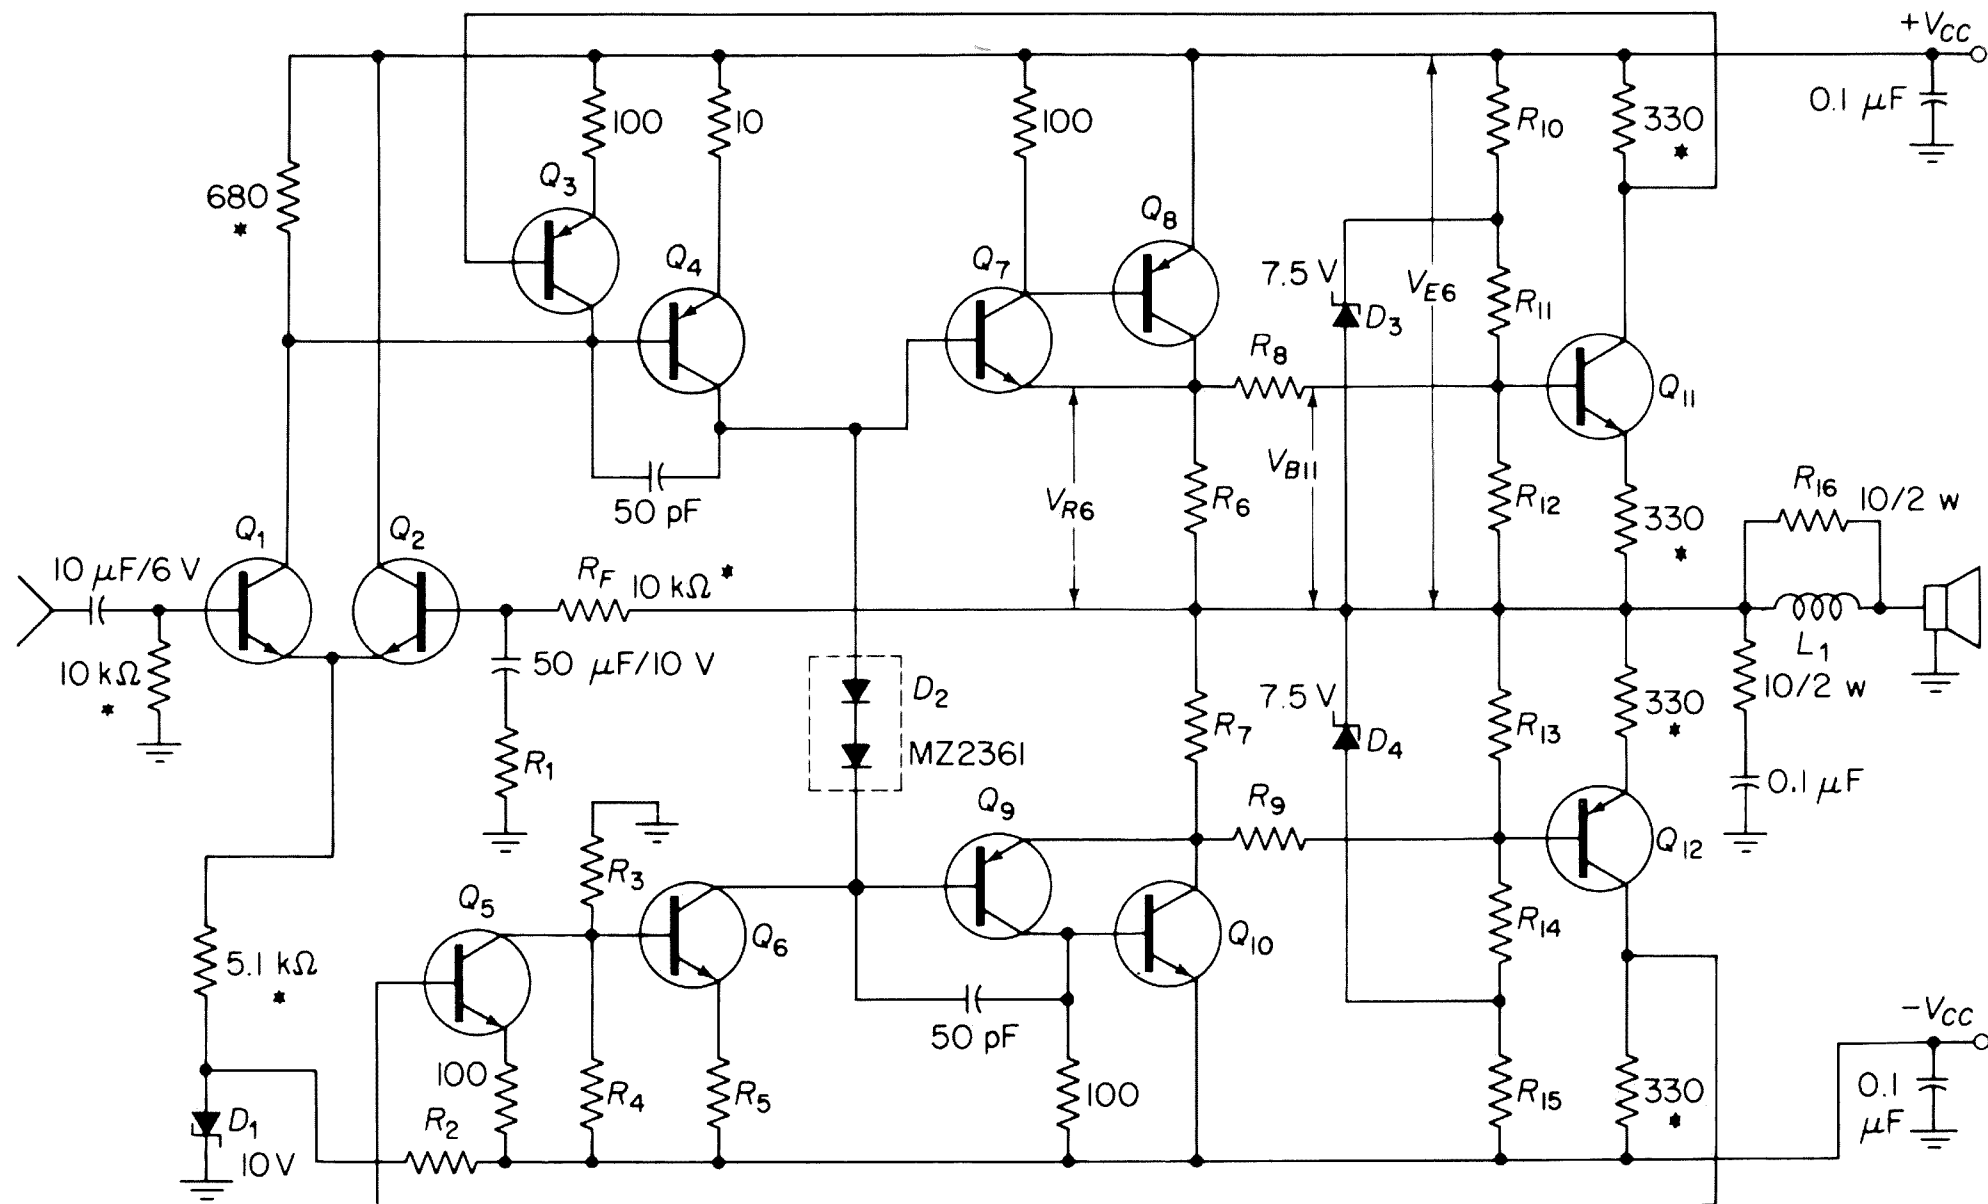 +VCC
0.1 μF
100
10
100
R10
330
*
Q3
680
*
Q4
Q7
Q8
7.5 V
D3
VE6
R11
R8
Q11
50 pF
VR6
VB11
R6
R12
330
*
R16
10/2 w
Q1
Q2
10 μF/6 V
RF
10 kΩ *
10 kΩ
*
50 μF/10 V
R1
D2
MZ2361
R7
7.5 V
D4
R13
330
*
L1
10/2 w
0.1 μF
Q9
R9
Q12
R3
Q5
Q6
Q10
R14
5.1 kΩ
*
50 pF
-VCC
100
R2
R4
R5
100
R15
330
*
0.1
μF
D1
10V